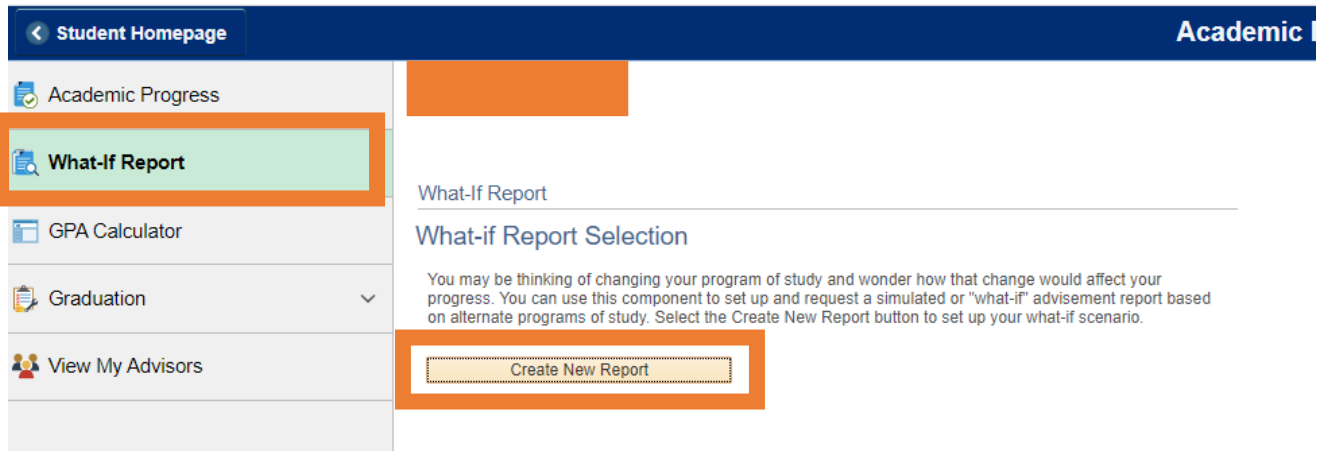 Student Homepage
Academic
Academic Progress
What-If Report
GPA Calculator
Graduation
View My Advisors
What-If Report
What-if Report Selection
You may be thinking of changing your program of study and wonder how that change would affect your
progress. You can use this component to set up and request a simulated or "what-if" advisement report based
on alternate programs of study. Select the Create New Report button to set up your what-if scenario.
Create New Report